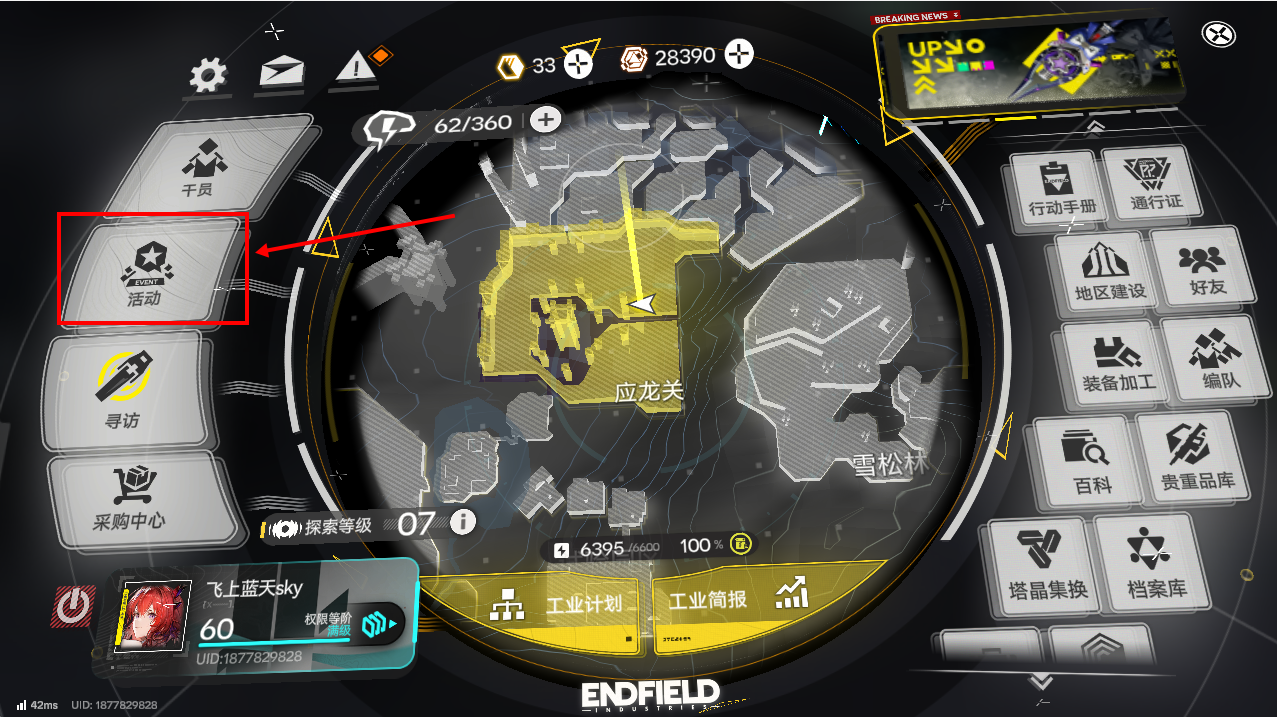 BREAKING NEWS
33
28390
UP
62/360
千员
EVENT
活动
寻访
采购中心
行动手册
通行证
地区建设
好友
装备加工
编队
百科
贵重品库
塔晶集换
档案库
应龙关
雪松林
探索等级
07
6395/6600
100%
工业计划
工业简报
飞上蓝天sky
60
权限等阶
满级
UID:1877829828
ENDFIELD
INDUSTRIES
42ms
UID: 1877829828